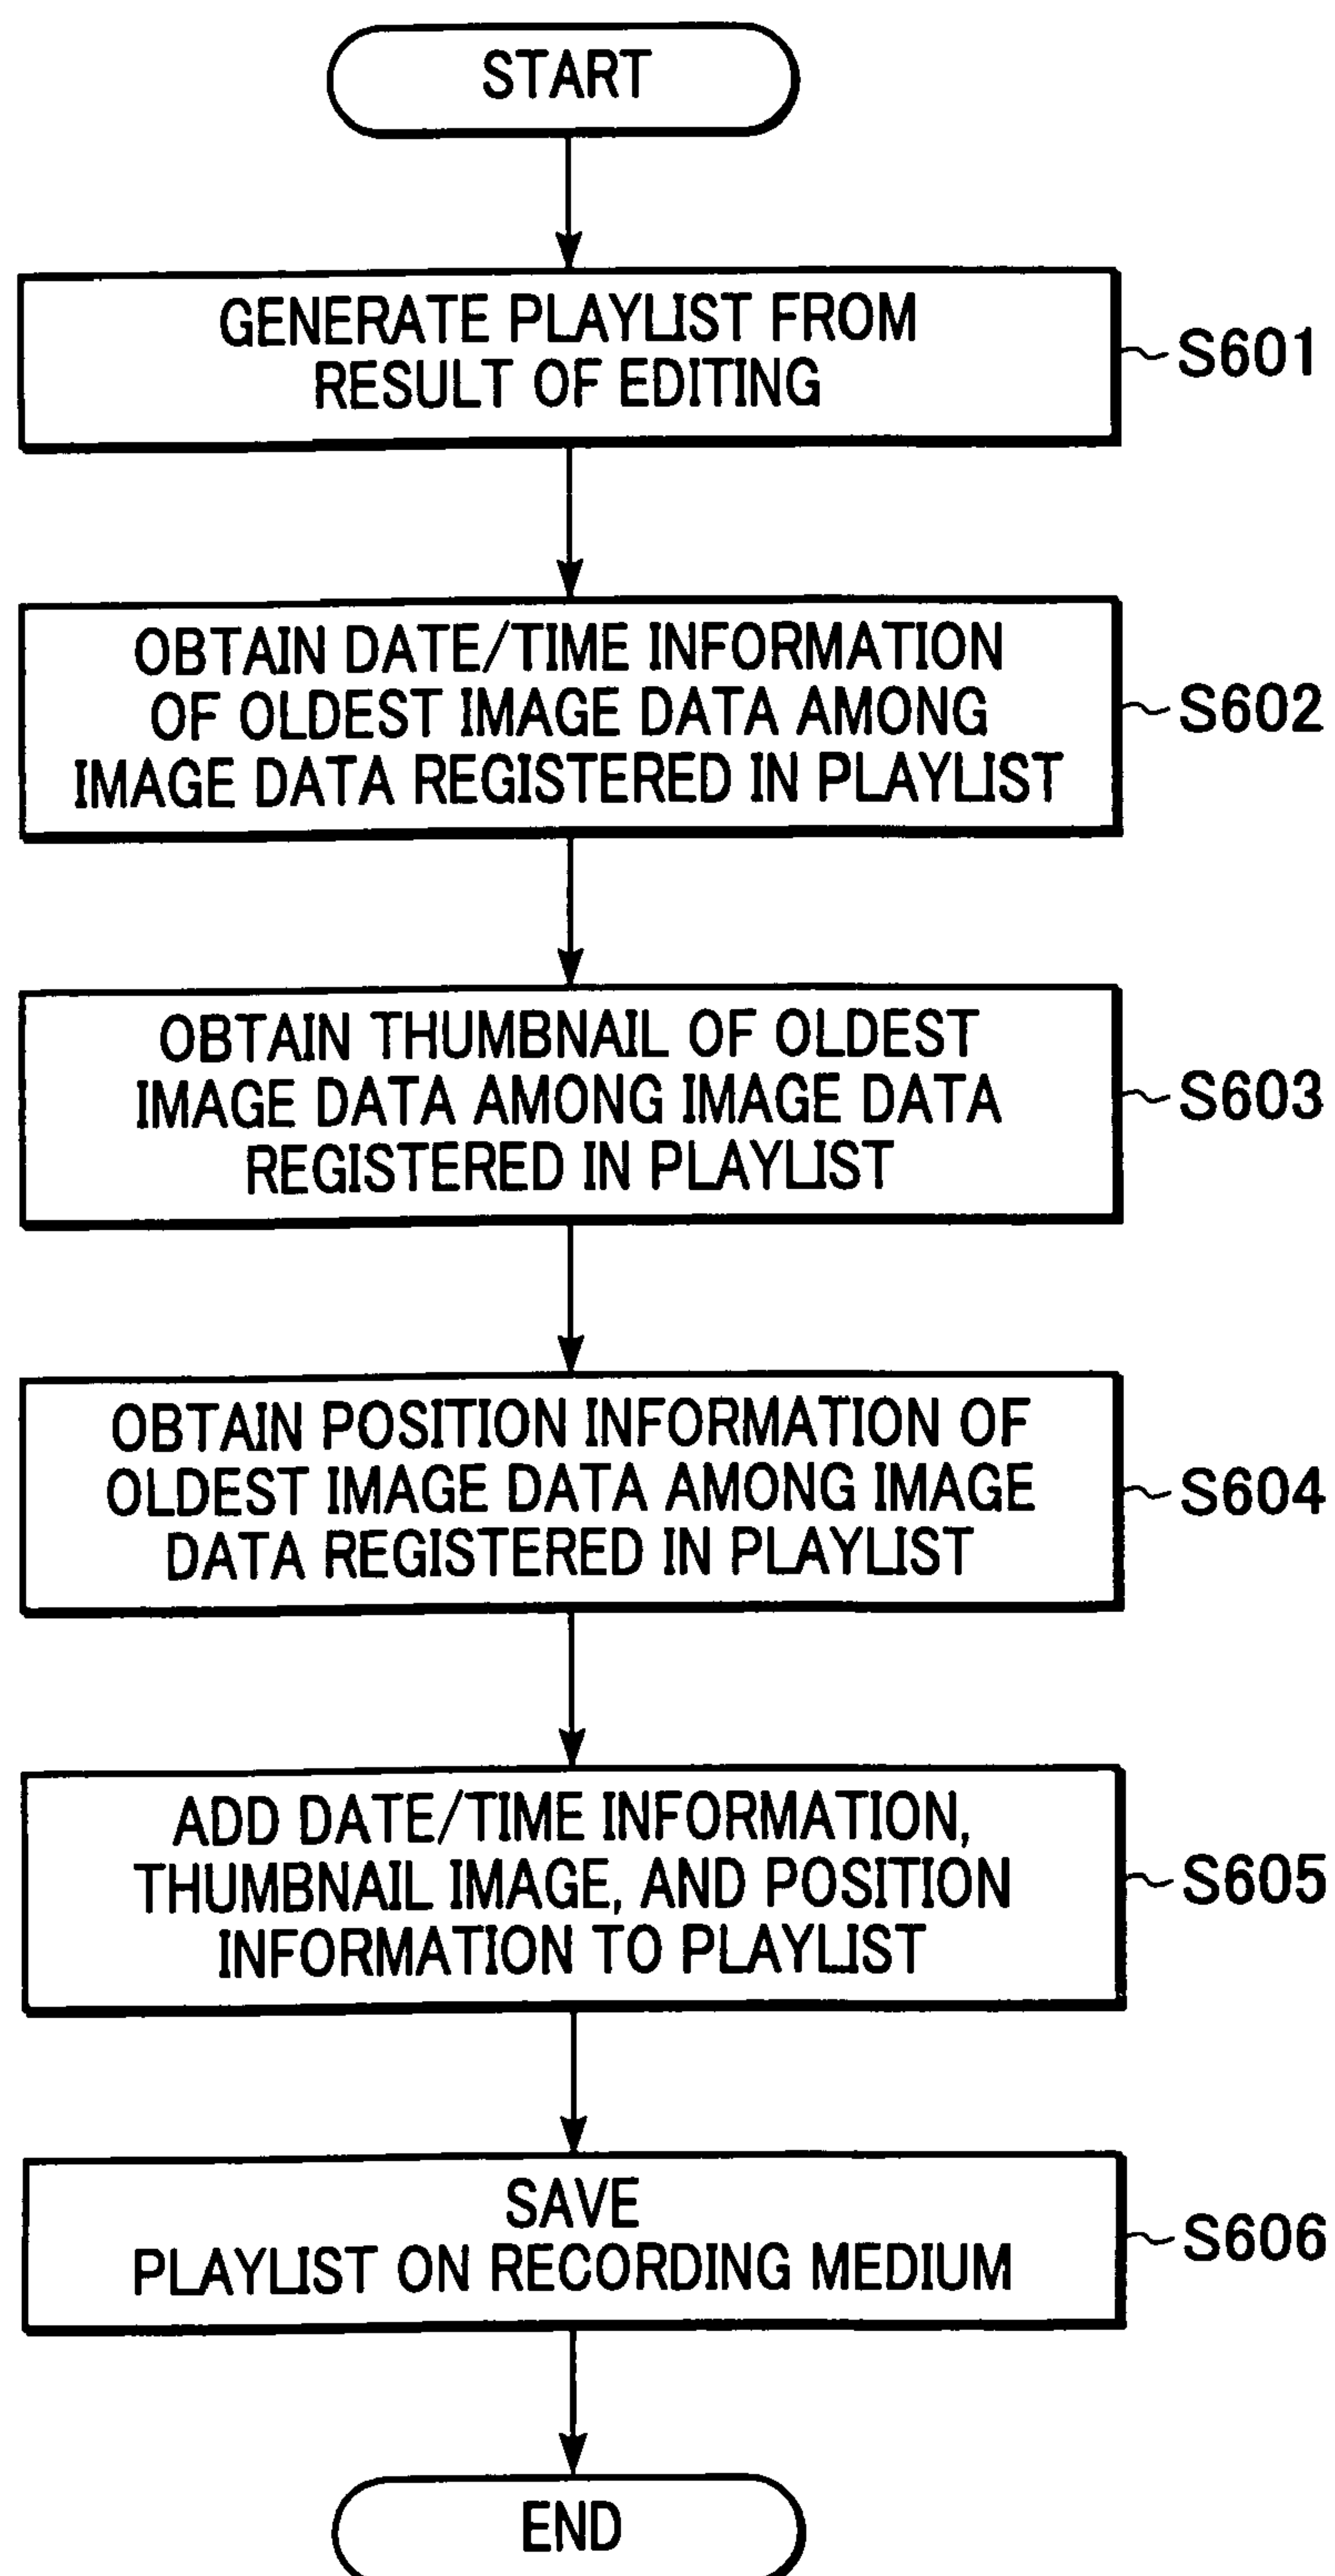 START
GENERATE PLAYLIST FROM
RESULT OF EDITING
S601
OBTAIN DATE/TIME INFORMATION
OF OLDEST IMAGE DATA AMONG
IMAGE DATA REGISTERED IN PLAYLIST
S602
OBTAIN THUMBNAIL OF OLDEST
IMAGE DATA AMONG IMAGE DATA
REGISTERED IN PLAYLIST
S603
OBTAIN POSITION INFORMATION OF
OLDEST IMAGE DATA AMONG IMAGE
DATA REGISTERED IN PLAYLIST
S604
ADD DATE/TIME INFORMATION,
THUMBNAIL IMAGE, AND POSITION
INFORMATION TO PLAYLIST
S605
SAVE
PLAYLIST ON RECORDING MEDIUM
S606
END